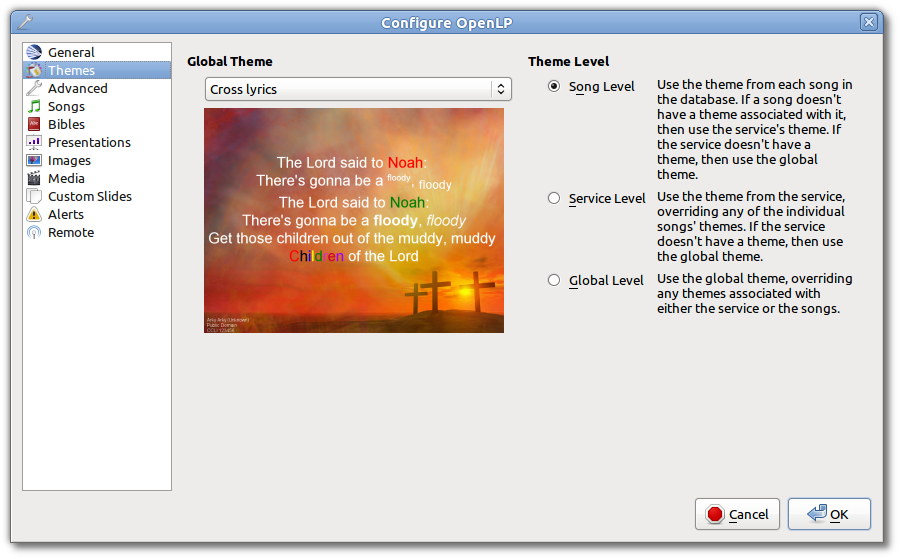 Configure OpenLP
General
Themes
Advanced
Songs
Bibles
Presentations
Images
Media
Custom Slides
Alerts
Remote
Global Theme
Cross lyrics
The Lord said to Noah:
There's gonna be a floody, floody
The Lord said to Noah:
There's gonna be a floody, floody
Get those children out of the muddy, muddy
Children of the Lord
Arky Arky (Unknown)
Public Domain
CCLI 123456
Theme Level
Song Level
Use the theme from each song in
the database. If a song doesn't
have a theme associated with it,
then use the service's theme. If
the service doesn't have a
theme, then use the global
theme.
Service Level
Use the theme from the service,
overriding any of the individual
songs' themes. If the service
doesn't have a theme, then use
the global theme.
Global Level
Use the global theme, overriding
any themes associated with
either the service or the songs.
Cancel
OK